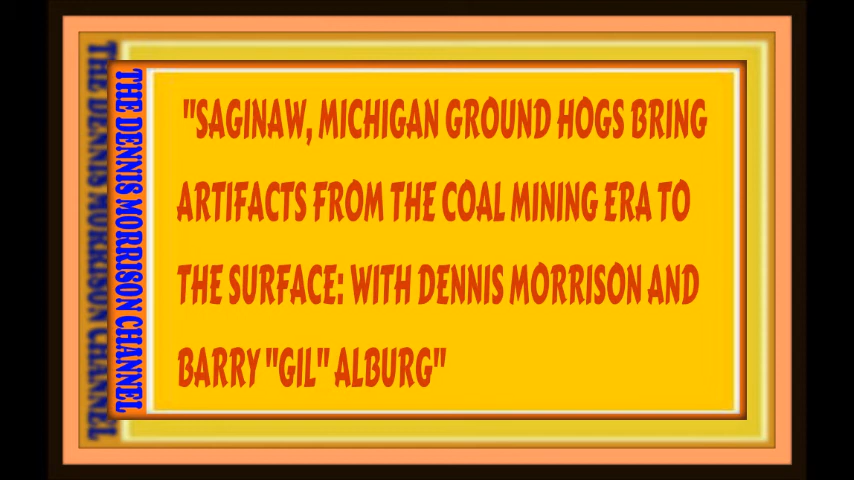 THE DENNIS MORRISON CHANNEL
THE DENNIS MORRISON CHANNEL
"SAGINAW, MICHIGAN GROUND HOGS BRING
ARTIFACTS FROM THE COAL MINING ERA TO
THE SURFACE: WITH DENNIS MORRISON AND
BARRY "GIL" ALBURG"